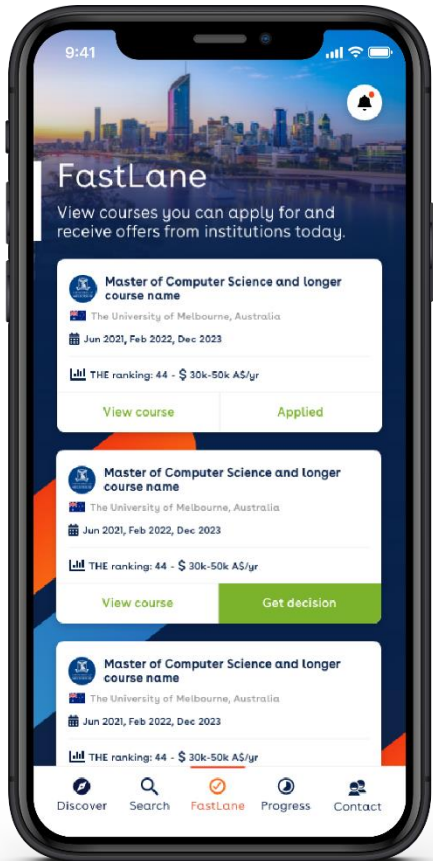 9:41
FastLane
View courses you can apply for and
receive offers from institutions today.
Master of Computer Science and longer
course name
The University of Melbourne, Australia
Jun 2021, Feb 2022, Dec 2023
THE ranking: 44 - $ 30k-50k A$/yr
View course Applied
Master of Computer Science and longer
course name
The University of Melbourne, Australia
Jun 2021, Feb 2022, Dec 2023
THE ranking: 44 - $ 30k-50k A$/yr
View course Get decision
Master of Computer Science and longer
course name
The University of Melbourne, Australia
Jun 2021, Feb 2022, Dec 2023
THE ranking: 44 - $ 30k-50k A$/yr
Discover Search FastLane Progress Contact